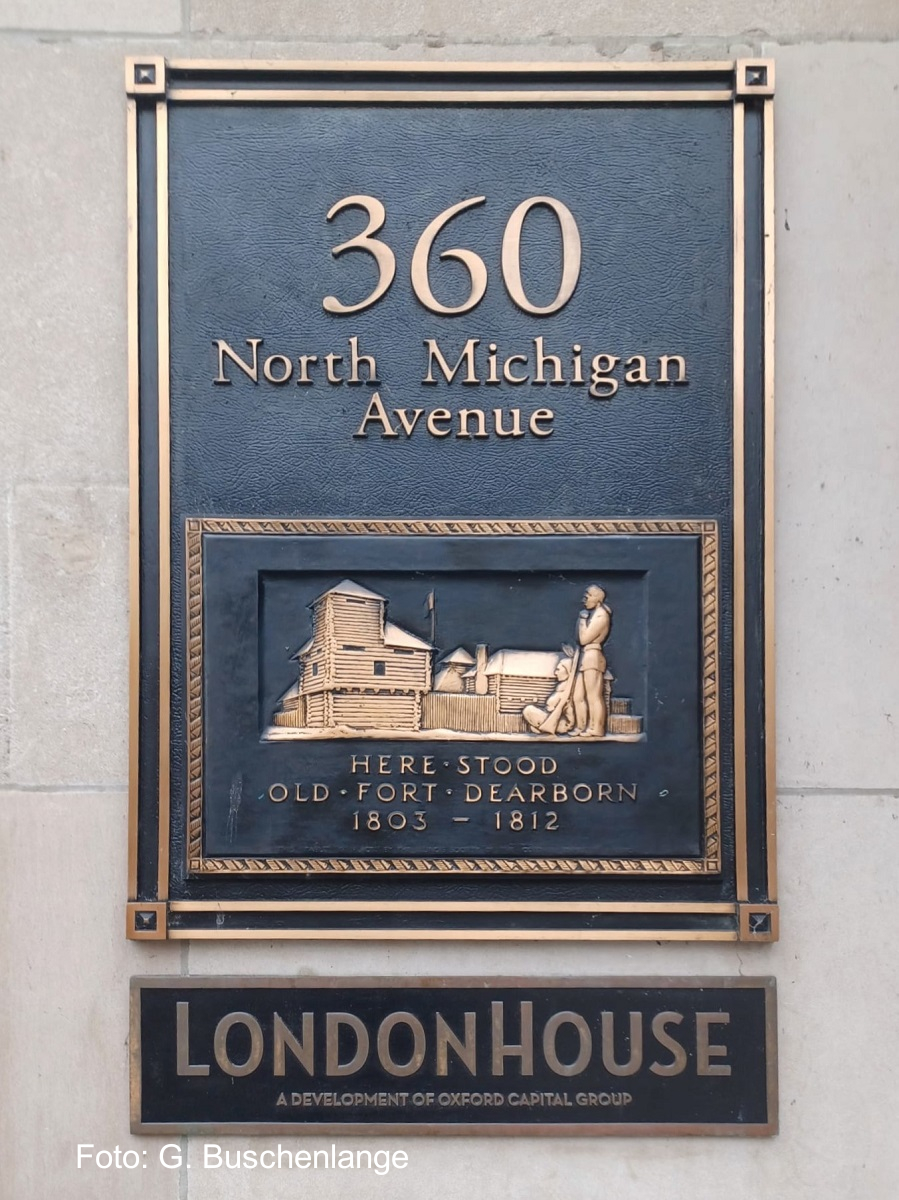 360
North Michigan
Avenue
HERE·STOOD
OLD·FORT·DEARBORN
1803 — 1812
LONDONHOUSE
A DEVELOPMENT OF OXFORD CAPITAL GROUP
Foto: G. Buschenlange